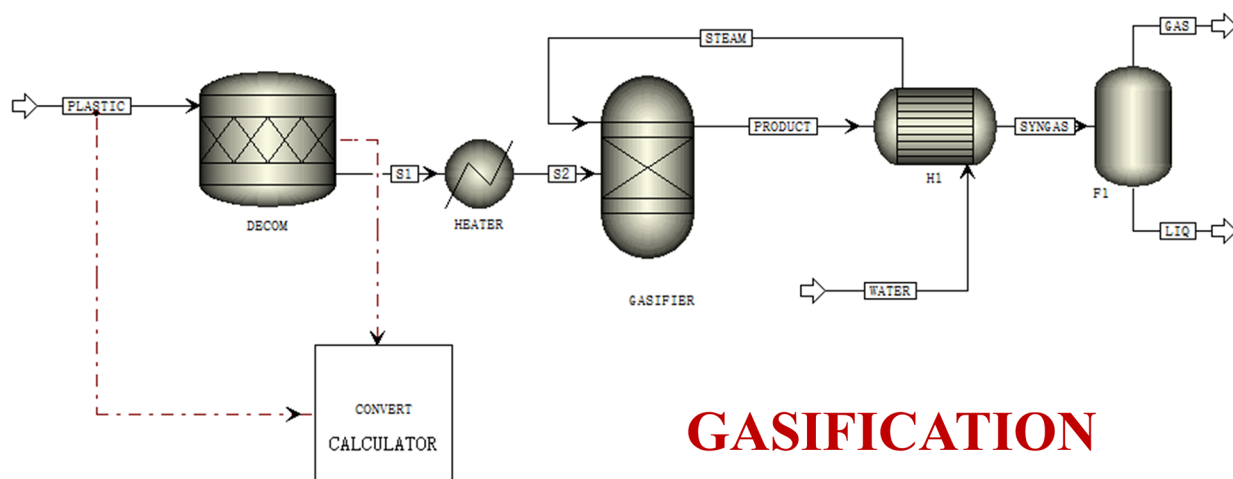 GAS
STEAM
PLASTIC
PRODUCT
SYNGAS
S1
S2
H1
F1
DECOM
HEATER
LIQ
GASIFIER
WATER
CONVERT
CALCULATOR
GASIFICATION